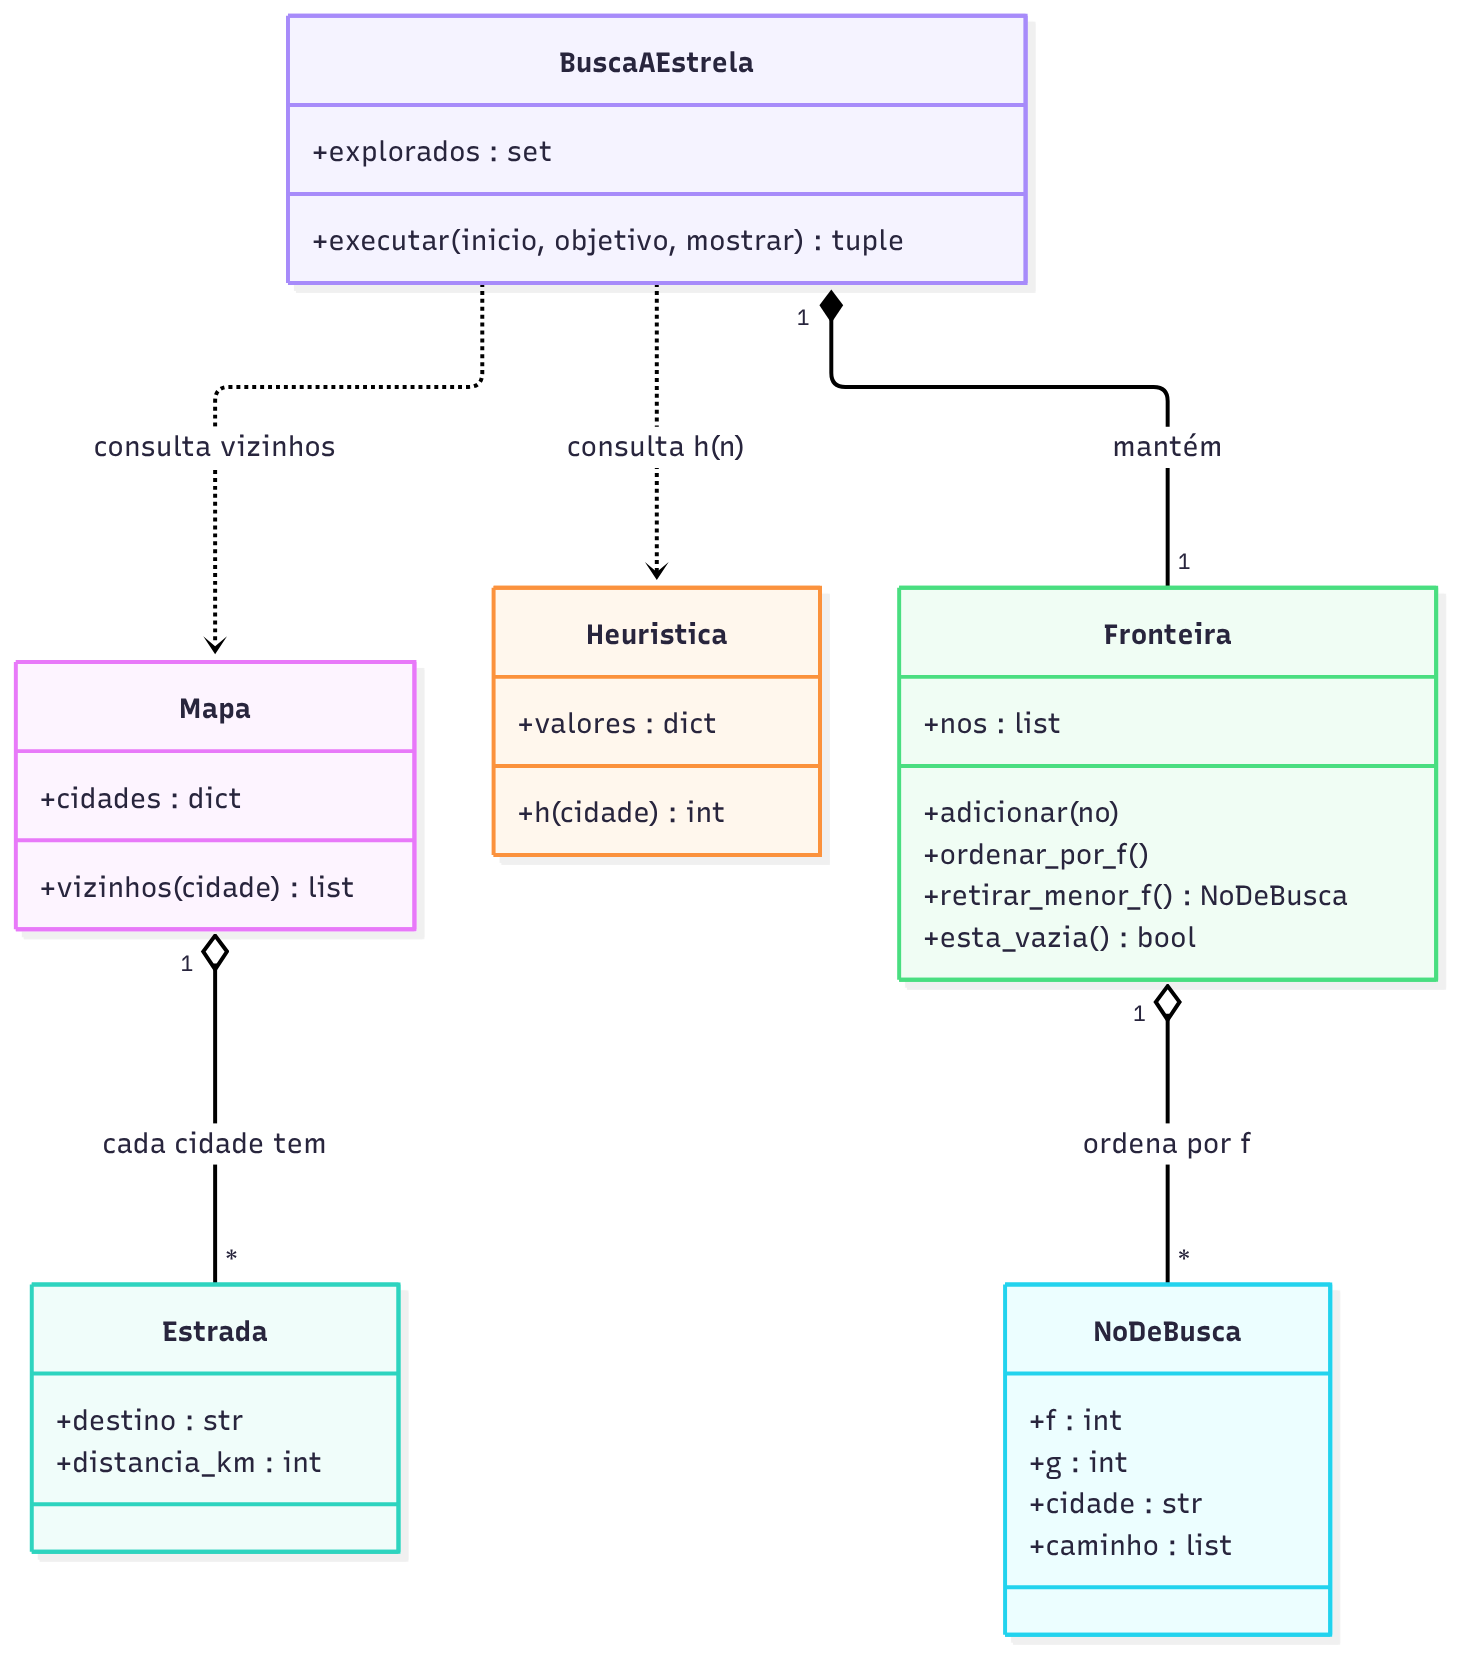 BuscaAEstrela
+explorados : set
+executar(inicio, objetivo, mostrar) : tuple
1
consulta vizinhos
consulta h(n)
mantém
1
Heuristica
+valores : dict
+h(cidade) : int
Fronteira
+nos : list
+adicionar(no)
+ordenar_por_f()
+retirar_menor_f() : NoDeBusca
+esta_vazia() : bool
Mapa
+cidades : dict
+vizinhos(cidade) : list
1
1
cada cidade tem
ordena por f
*
*
Estrada
+destino : str
+distancia_km : int
NoDeBusca
+f : int
+g : int
+cidade : str
+caminho : list